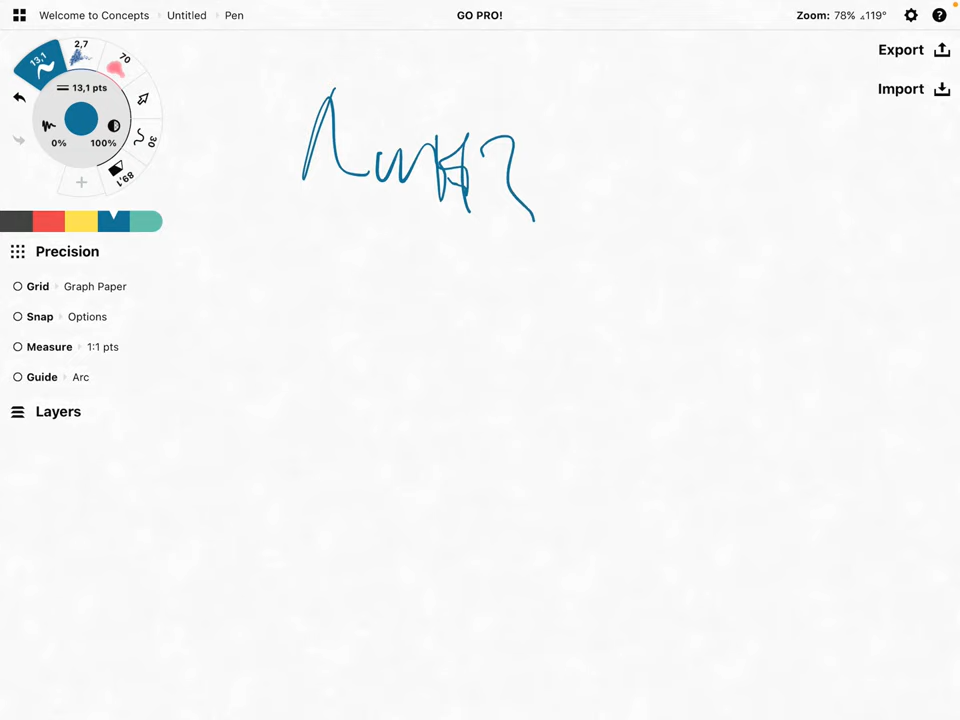 Welcome to Concepts Untitled Pen
GO PRO!
Zoom: 78% ⊿119°
Export
Import
13,1
2,7
70
13,1 pts
0%
100%
30
89,1
Precision
Grid Graph Paper
Snap Options
Measure 1:1 pts
Guide Arc
Layers